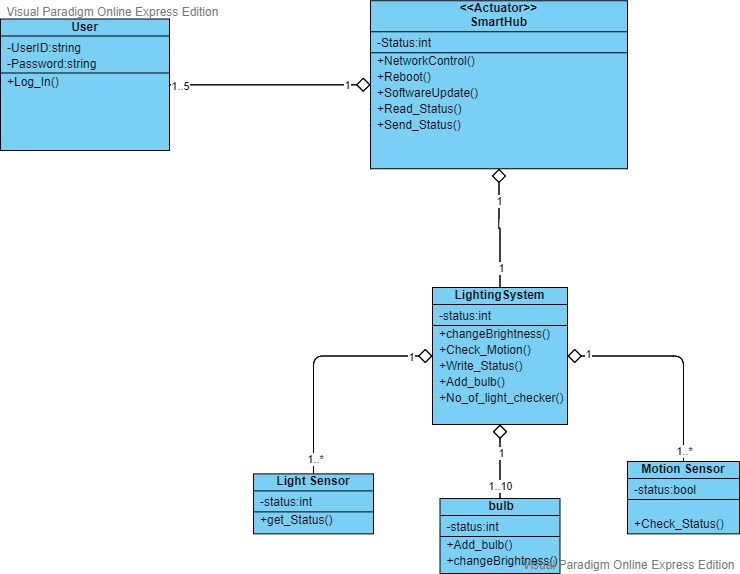 Visual Paradigm Online Express Edition
User
-UserID:string
-Password:string
+Log_In()
1..5
1
<<Actuator>>
SmartHub
-Status:int
+NetworkControl()
+Reboot()
+SoftwareUpdate()
+Read_Status()
+Send_Status()
1
1
LightingSystem
-status:int
+changeBrightness()
+Check_Motion()
+Write_Status()
+Add_bulb()
+No_of_light_checker()
1
1
1
1..*
Light Sensor
-status:int
+get_Status()
1..10
bulb
-status:int
+Add_bulb()
+changeBrightness()
1..*
Motion Sensor
-status:bool
+Check_Status()
Visual Paradigm Online Express Edition